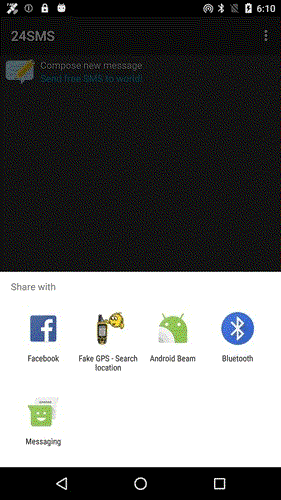 6:10
24SMS
Compose new message
Send free SMS to world!
Share with
Facebook
Fake GPS - Search
location
Android Beam
Bluetooth
Messaging